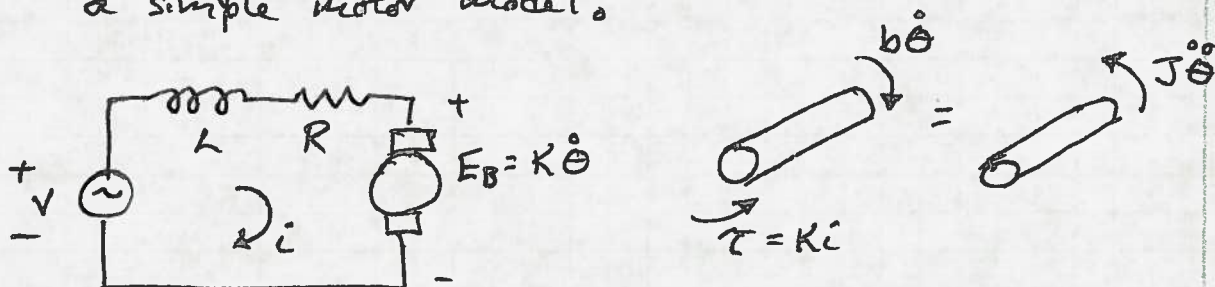 a simple motor model.
bθ̇
Jθ̈
=
+
L
R
+
V
-
i
E_B = Kθ̇
-
τ = Ki